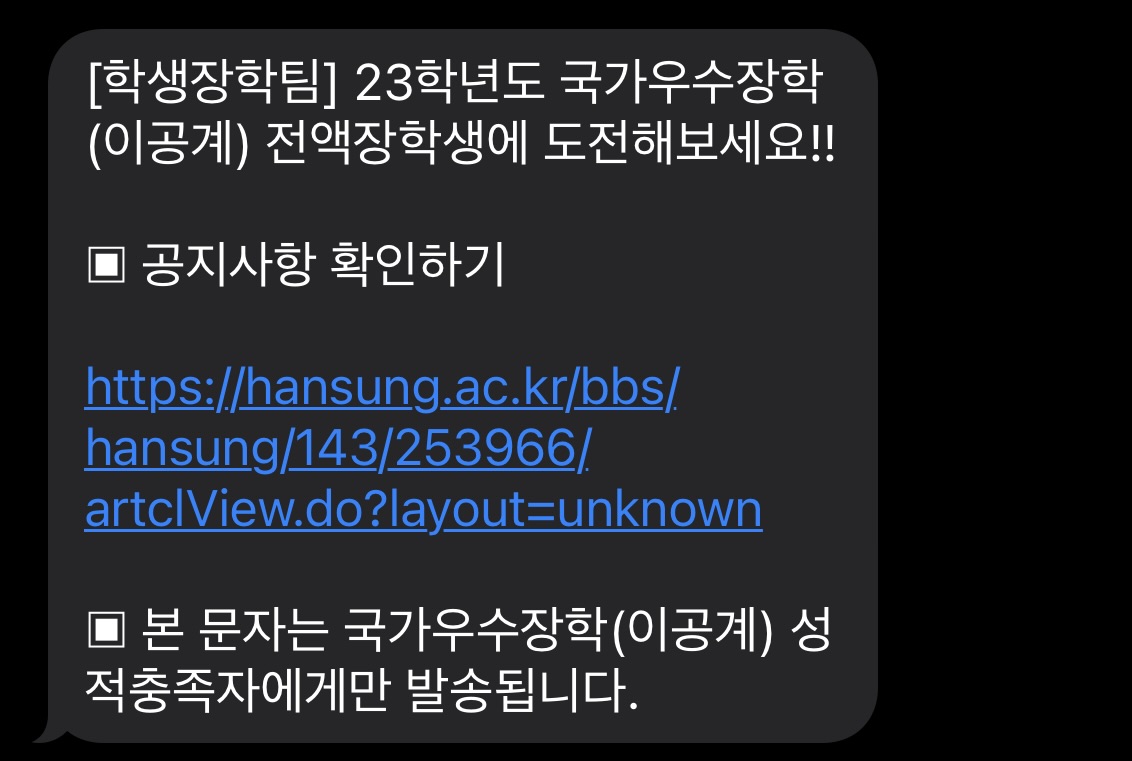 [학생장학팀] 23학년도 국가우수장학
(이공계) 전액장학생에 도전해보세요!!
▣ 공지사항 확인하기
https://hansung.ac.kr/bbs/
hansung/143/253966/
artclView.do?layout=unknown
▣ 본 문자는 국가우수장학(이공계) 성
적충족자에게만 발송됩니다.